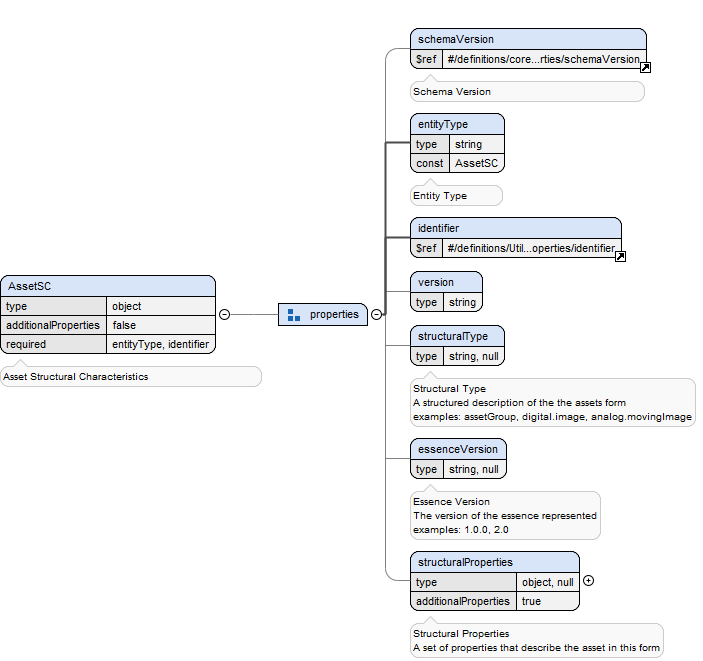 AssetSC
type object
additionalProperties false
required entityType, identifier
Asset Structural Characteristics
properties
schemaVersion
$ref #/definitions/core...rties/schemaVersion
Schema Version
entityType
type string
const AssetSC
Entity Type
identifier
$ref #/definitions/Util...operties/identifier
version
type string
structuralType
type string, null
Structural Type
A structured description of the the assets form
examples: assetGroup, digital.image, analog.movingImage
essenceVersion
type string, null
Essence Version
The version of the essence represented
examples: 1.0.0, 2.0
structuralProperties
type object, null
additionalProperties true
Structural Properties
A set of properties that describe the asset in this form